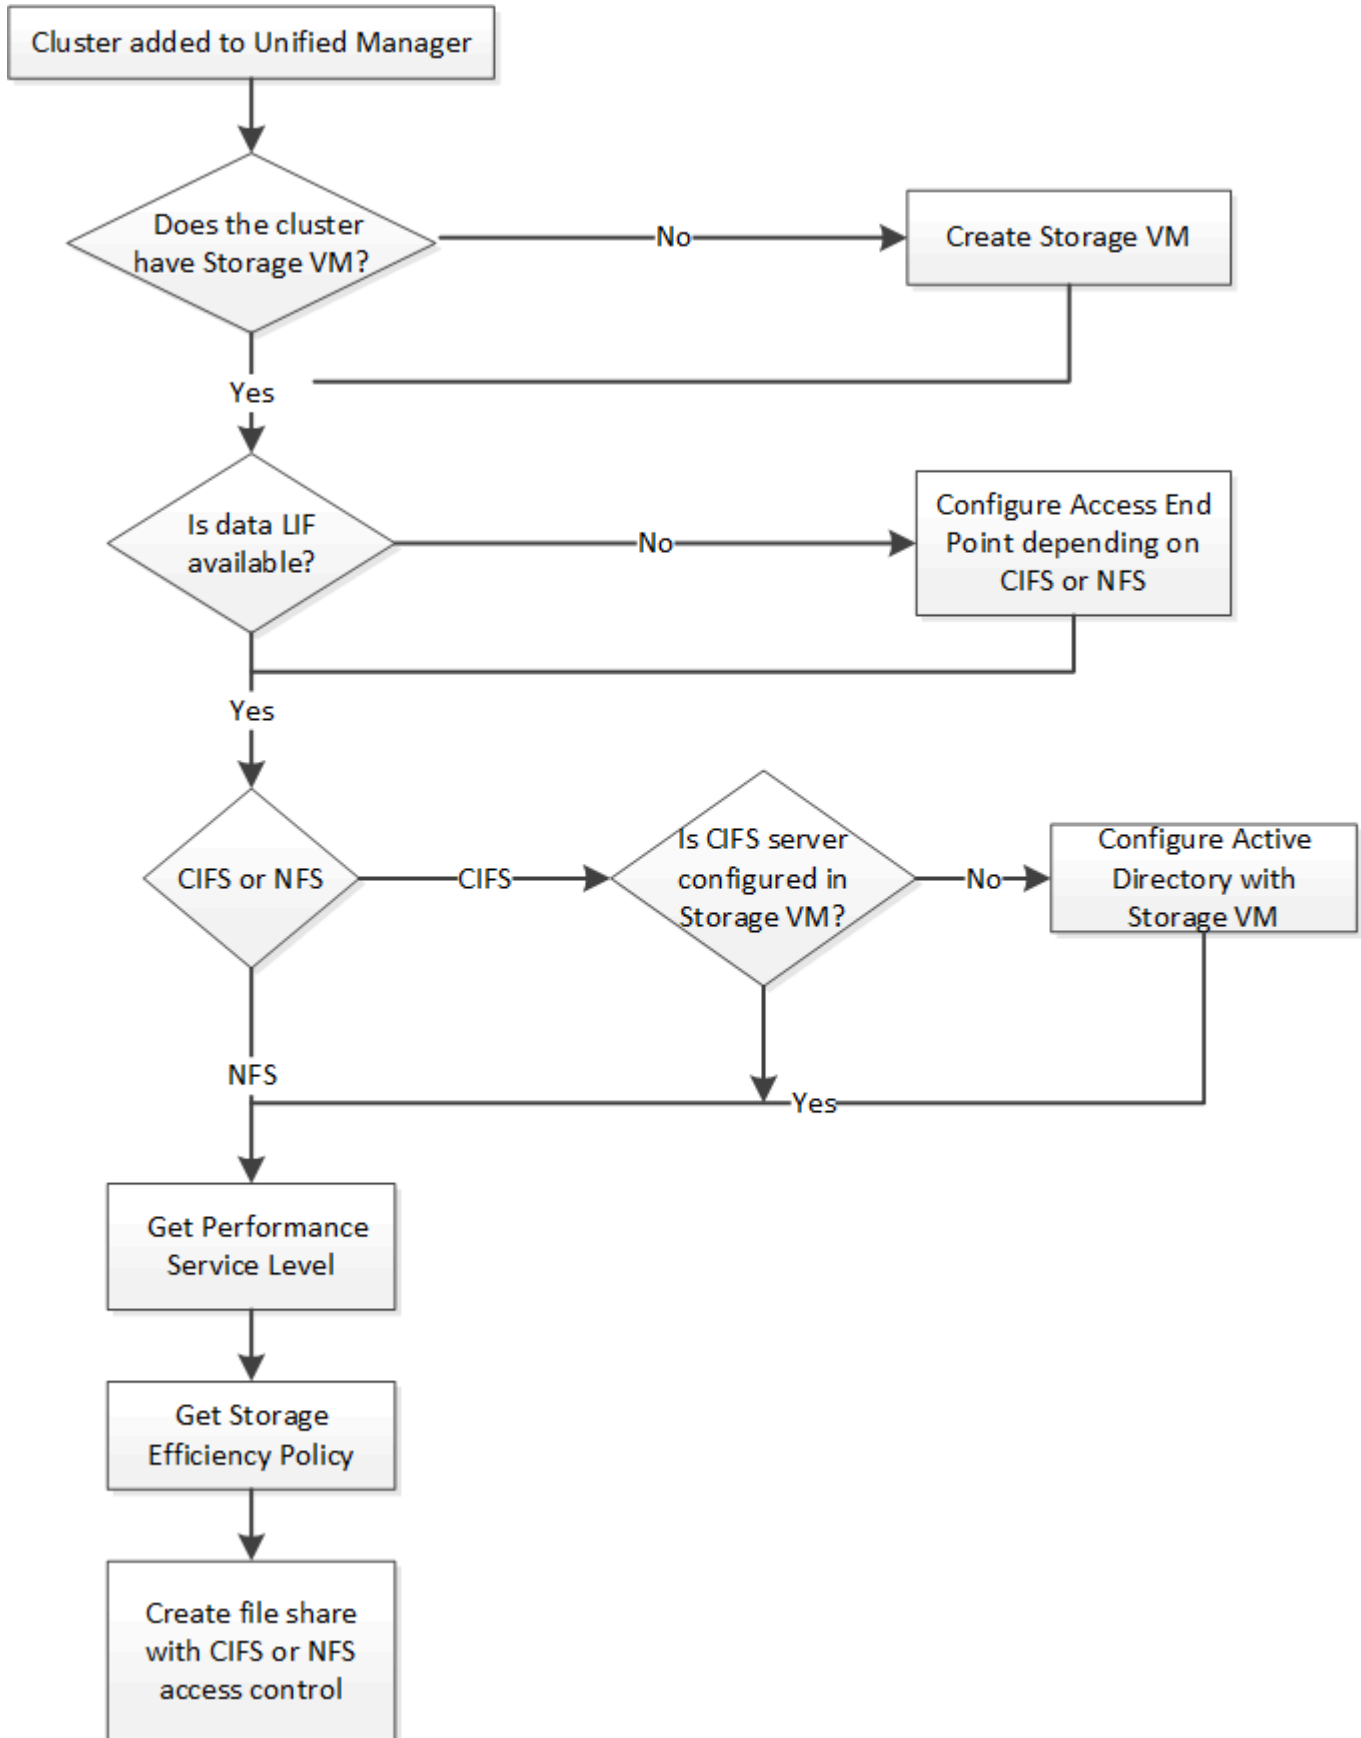 Cluster added to Unified Manager
Does the cluster
have Storage VM?
No
Create Storage VM
Yes
Is data LIF
available?
No
Configure Access End
Point depending on
CIFS or NFS
Yes
CIFS or NFS
CIFS
Is CIFS server
configured in
Storage VM?
No
Configure Active
Directory with
Storage VM
NFS
Yes
Get Performance
Service Level
Get Storage
Efficiency Policy
Create file share
with CIFS or NFS
access control